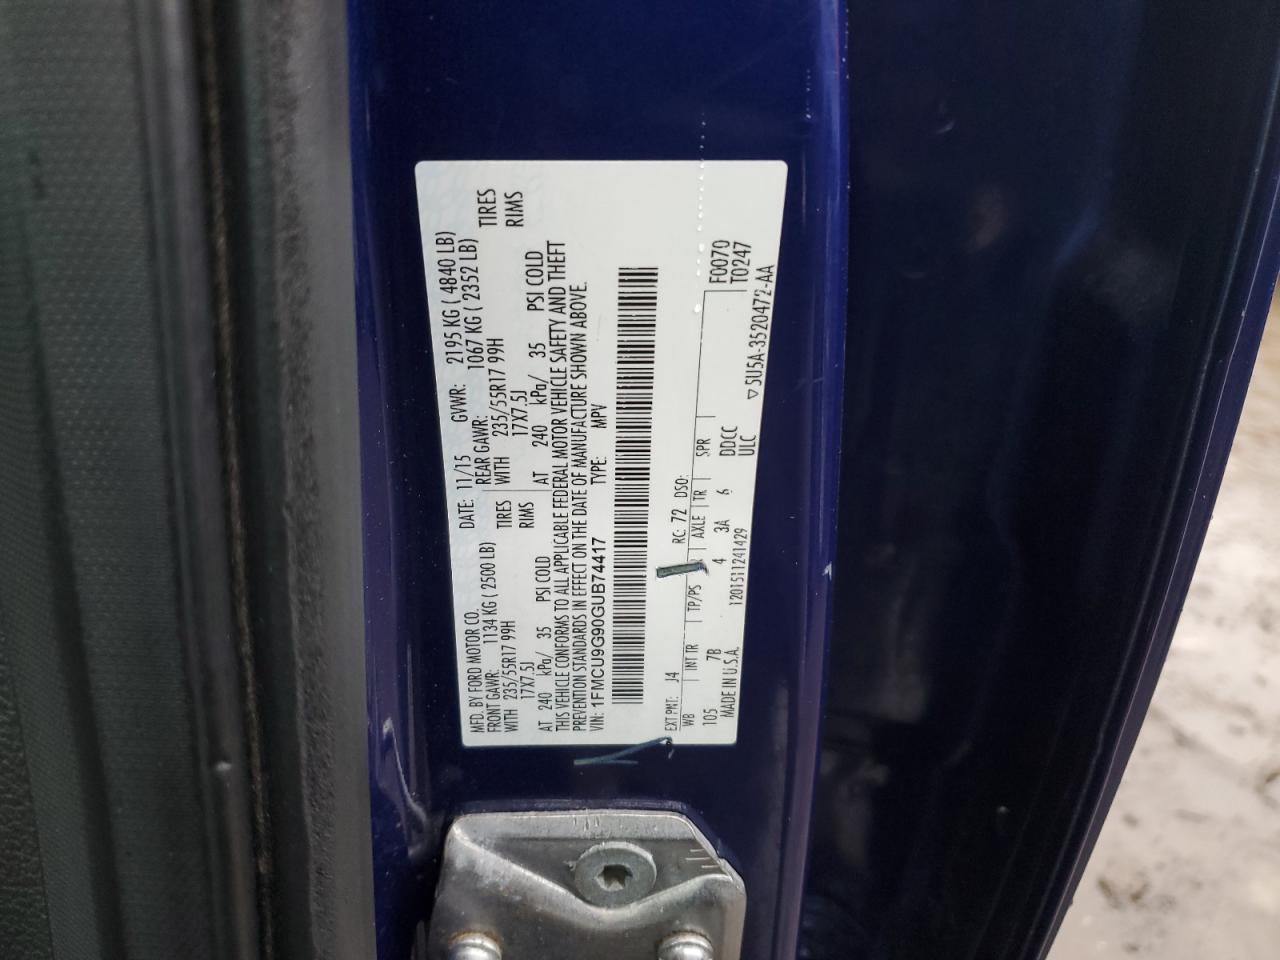 MFD. BY FORD MOTOR CO.
DATE: 11/15 GVWR: 2195 KG ( 4840 LB)
FRONT GAWR: 1134 KG ( 2500 LB)
REAR GAWR: 1067 KG ( 2352 LB)
WITH 235/55R17 99H TIRES
WITH 235/55R17 99H TIRES
17X7.5J RIMS
17X7.5J RIMS
AT 240 kPa/ 35 PSI COLD
AT 240 kPa/ 35 PSI COLD
THIS VEHICLE CONFORMS TO ALL APPLICABLE FEDERAL MOTOR VEHICLE SAFETY AND THEFT
PREVENTION STANDARDS IN EFFECT ON THE DATE OF MANUFACTURE SHOWN ABOVE.
VIN: 1FMCU9G90GUB74417 TYPE: MPV
EXT PNT: J4 RC: 72 DSO:
WB INT TR TP/PS AXLE TR SPR
105 7B 4 3A 6 DDCC F0070
ULC T0247
MADE IN U.S.A. 1201511241429 ▽5U5A-3520472-AA